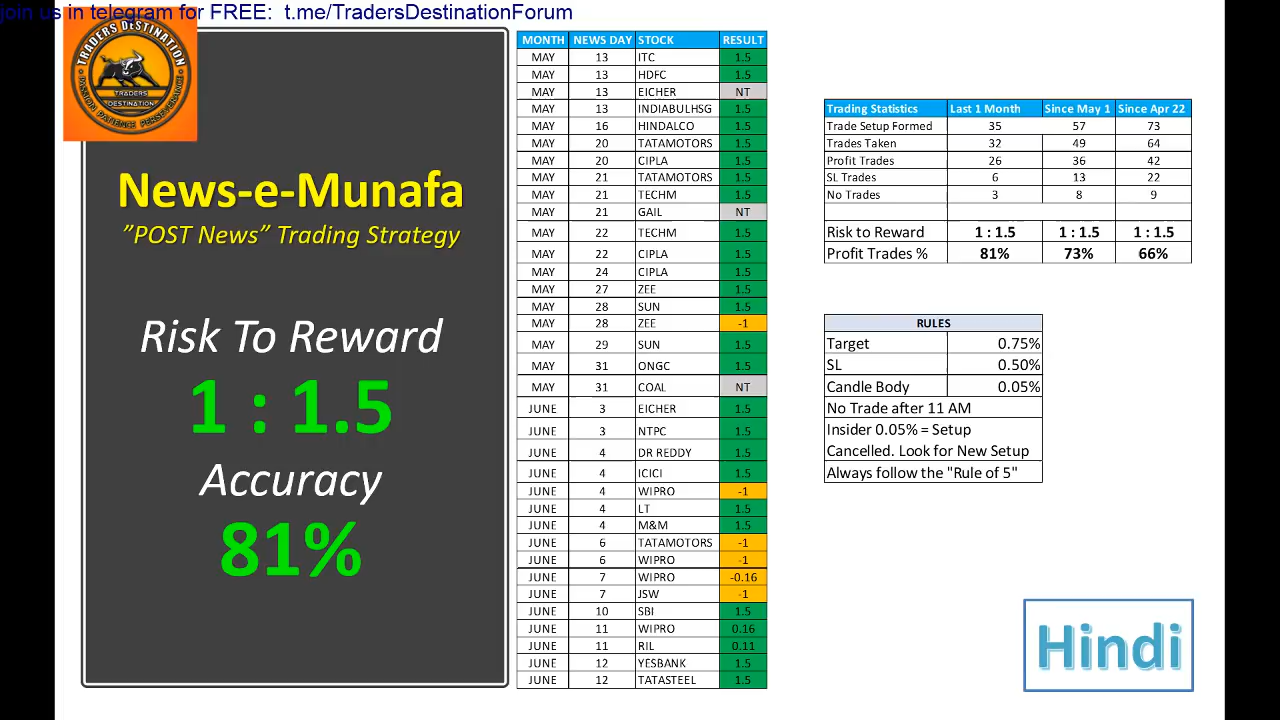 join us in telegram for FREE: t.me/TradersDestinationForum
TRADERS DeSTINATION
TRADERS
DESTINATION
PASSION PATIENCE PERSEVERANCE
News-e-Munafa
”POST News” Trading Strategy
Risk To Reward
1 : 1.5
Accuracy
81%
MONTH NEWS DAY STOCK RESULT
MAY 13 ITC 1.5
MAY 13 HDFC 1.5
MAY 13 EICHER NT
MAY 13 INDIABULHSG 1.5
MAY 16 HINDALCO 1.5
MAY 20 TATAMOTORS 1.5
MAY 20 CIPLA 1.5
MAY 21 TATAMOTORS 1.5
MAY 21 TECHM 1.5
MAY 21 GAIL NT
MAY 22 TECHM 1.5
MAY 22 CIPLA 1.5
MAY 24 CIPLA 1.5
MAY 27 ZEE 1.5
MAY 28 SUN 1.5
MAY 28 ZEE -1
MAY 29 SUN 1.5
MAY 31 ONGC 1.5
MAY 31 COAL NT
JUNE 3 EICHER 1.5
JUNE 3 NTPC 1.5
JUNE 4 DR REDDY 1.5
JUNE 4 ICICI 1.5
JUNE 4 WIPRO -1
JUNE 4 LT 1.5
JUNE 4 M&M 1.5
JUNE 6 TATAMOTORS -1
JUNE 6 WIPRO -1
JUNE 7 WIPRO -0.16
JUNE 7 JSW -1
JUNE 10 SBI 1.5
JUNE 11 WIPRO 0.16
JUNE 11 RIL 0.11
JUNE 12 YESBANK 1.5
JUNE 12 TATASTEEL 1.5
Trading Statistics Last 1 Month Since May 1 Since Apr 22
Trade Setup Formed 35 57 73
Trades Taken 32 49 64
Profit Trades 26 36 42
SL Trades 6 13 22
No Trades 3 8 9
Risk to Reward 1 : 1.5 1 : 1.5 1 : 1.5
Profit Trades % 81% 73% 66%
RULES
Target 0.75%
SL 0.50%
Candle Body 0.05%
No Trade after 11 AM
Insider 0.05% = Setup
Cancelled. Look for New Setup
Always follow the "Rule of 5"
Hindi